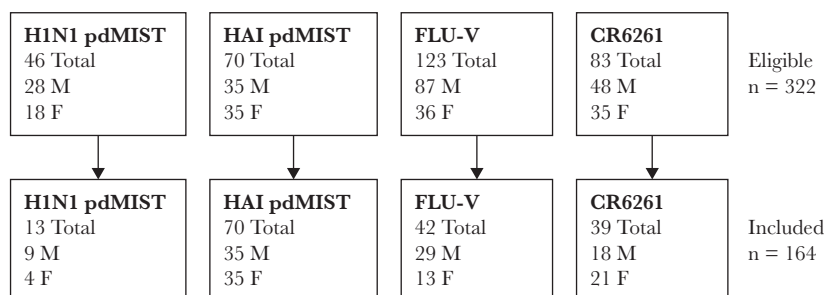 H1N1 pdMIST
46 Total
28 M
18 F
HAI pdMIST
70 Total
35 M
35 F
FLU-V
123 Total
87 M
36 F
CR6261
83 Total
48 M
35 F
Eligible
n = 322
H1N1 pdMIST
13 Total
9 M
4 F
HAI pdMIST
70 Total
35 M
35 F
FLU-V
42 Total
29 M
13 F
CR6261
39 Total
18 M
21 F
Included
n = 164